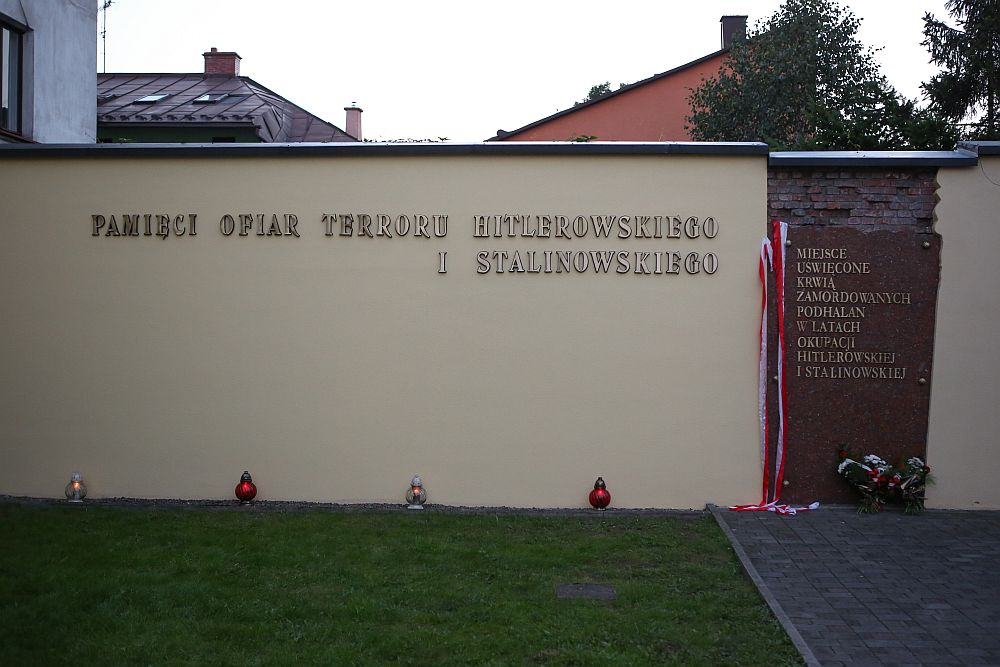 PAMIĘCI OFIAR TERRORU HITLEROWSKIEGO
I STALINOWSKIEGO
MIEJSCE
UŚWIĘCONE
KRWIĄ
ZAMORDOWANYCH
PODHALAN
W LATACH
OKUPACJI
HITLEROWSKIEJ
I STALINOWSKIEJ